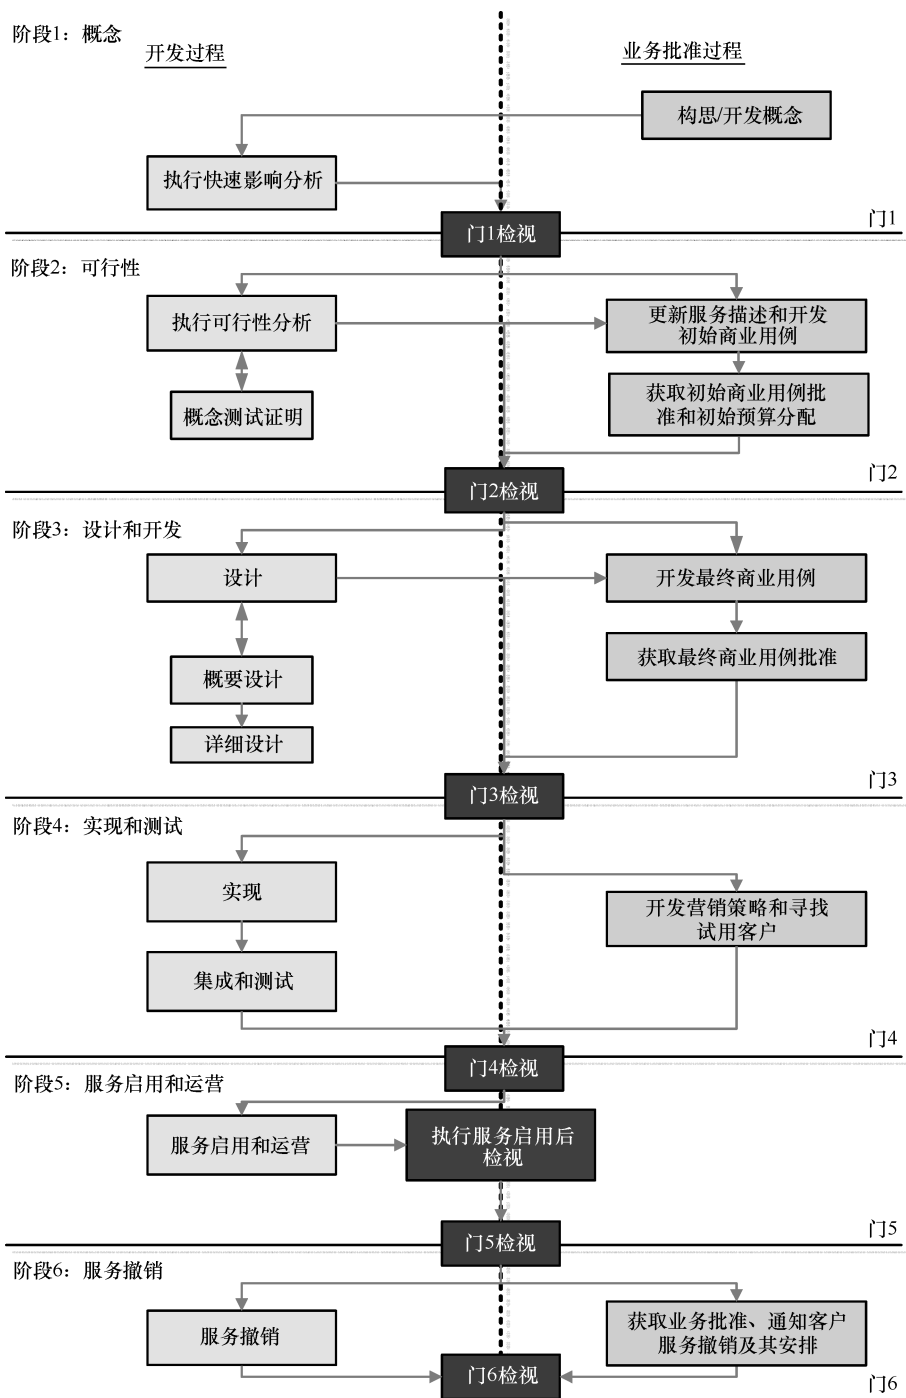 阶段1：概念
开发过程
业务批准过程
构思/开发概念
执行快速影响分析
门1
门1检视
阶段2：可行性
执行可行性分析
更新服务描述和开发
初始商业用例
概念测试证明
获取初始商业用例批
准和初始预算分配
门2
门2检视
阶段3：设计和开发
设计
开发最终商业用例
概要设计
获取最终商业用例批准
详细设计
门3
门3检视
阶段4：实现和测试
实现
开发营销策略和寻找
试用客户
集成和测试
门4
门4检视
阶段5：服务启用和运营
服务启用和运营
执行服务启用后
检视
门5
门5检视
阶段6：服务撤销
服务撤销
获取业务批准、通知客户
服务撤销及其安排
门6检视
门6